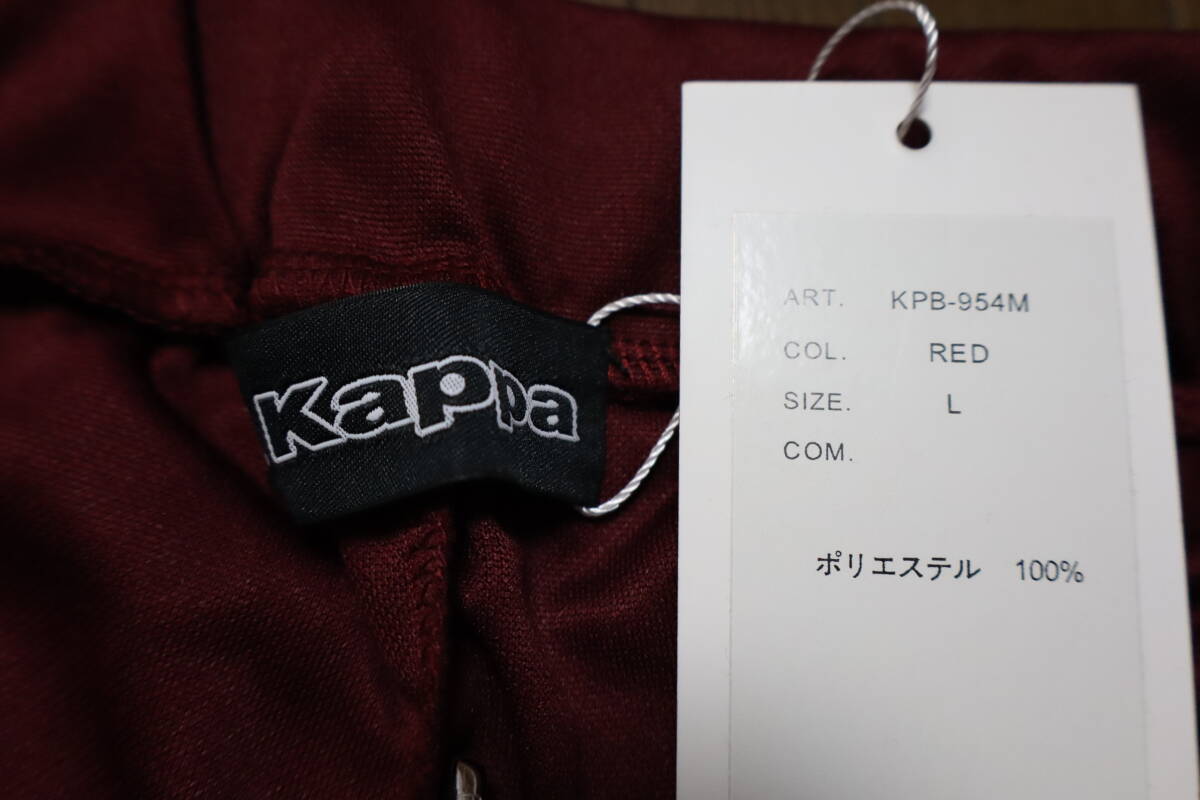 Kappa
ART. KPB-954M
COL. RED
SIZE. L
COM.
ポリエステル 100%